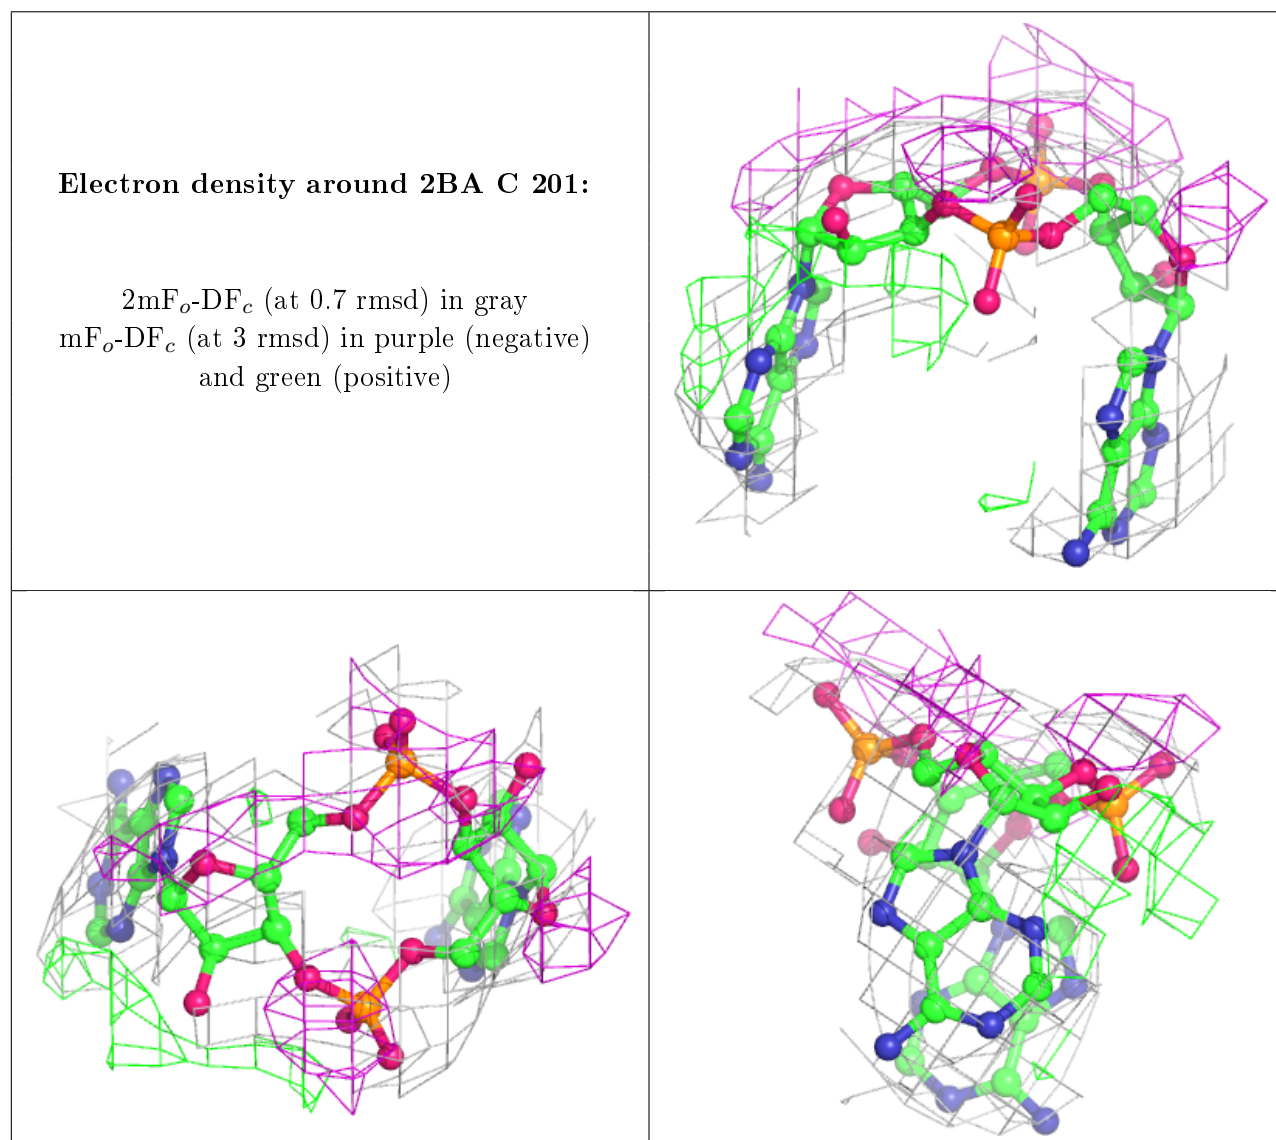 Electron density around 2BA C 201:
2mFo-DFc (at 0.7 rmsd) in gray
mFo-DFc (at 3 rmsd) in purple (negative)
and green (positive)